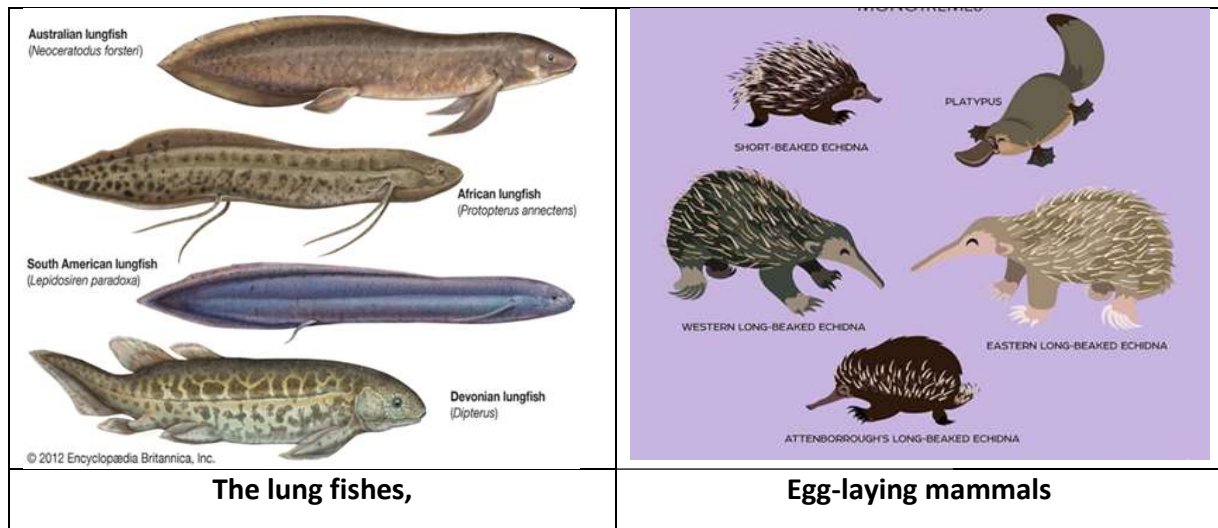 Australian lungfish
(Neoceratodus forsteri)
African lungfish
(Protopterus annectens)
South American lungfish
(Lepidosiren paradoxa)
Devonian lungfish
(Dipterus)
© 2012 Encyclopædia Britannica, Inc.
MONOTREMES
SHORT-BEAKED ECHIDNA
PLATYPUS
WESTERN LONG-BEAKED ECHIDNA
EASTERN LONG-BEAKED ECHIDNA
ATTENBORROUGH'S LONG-BEAKED ECHIDNA
The lung fishes,
Egg-laying mammals